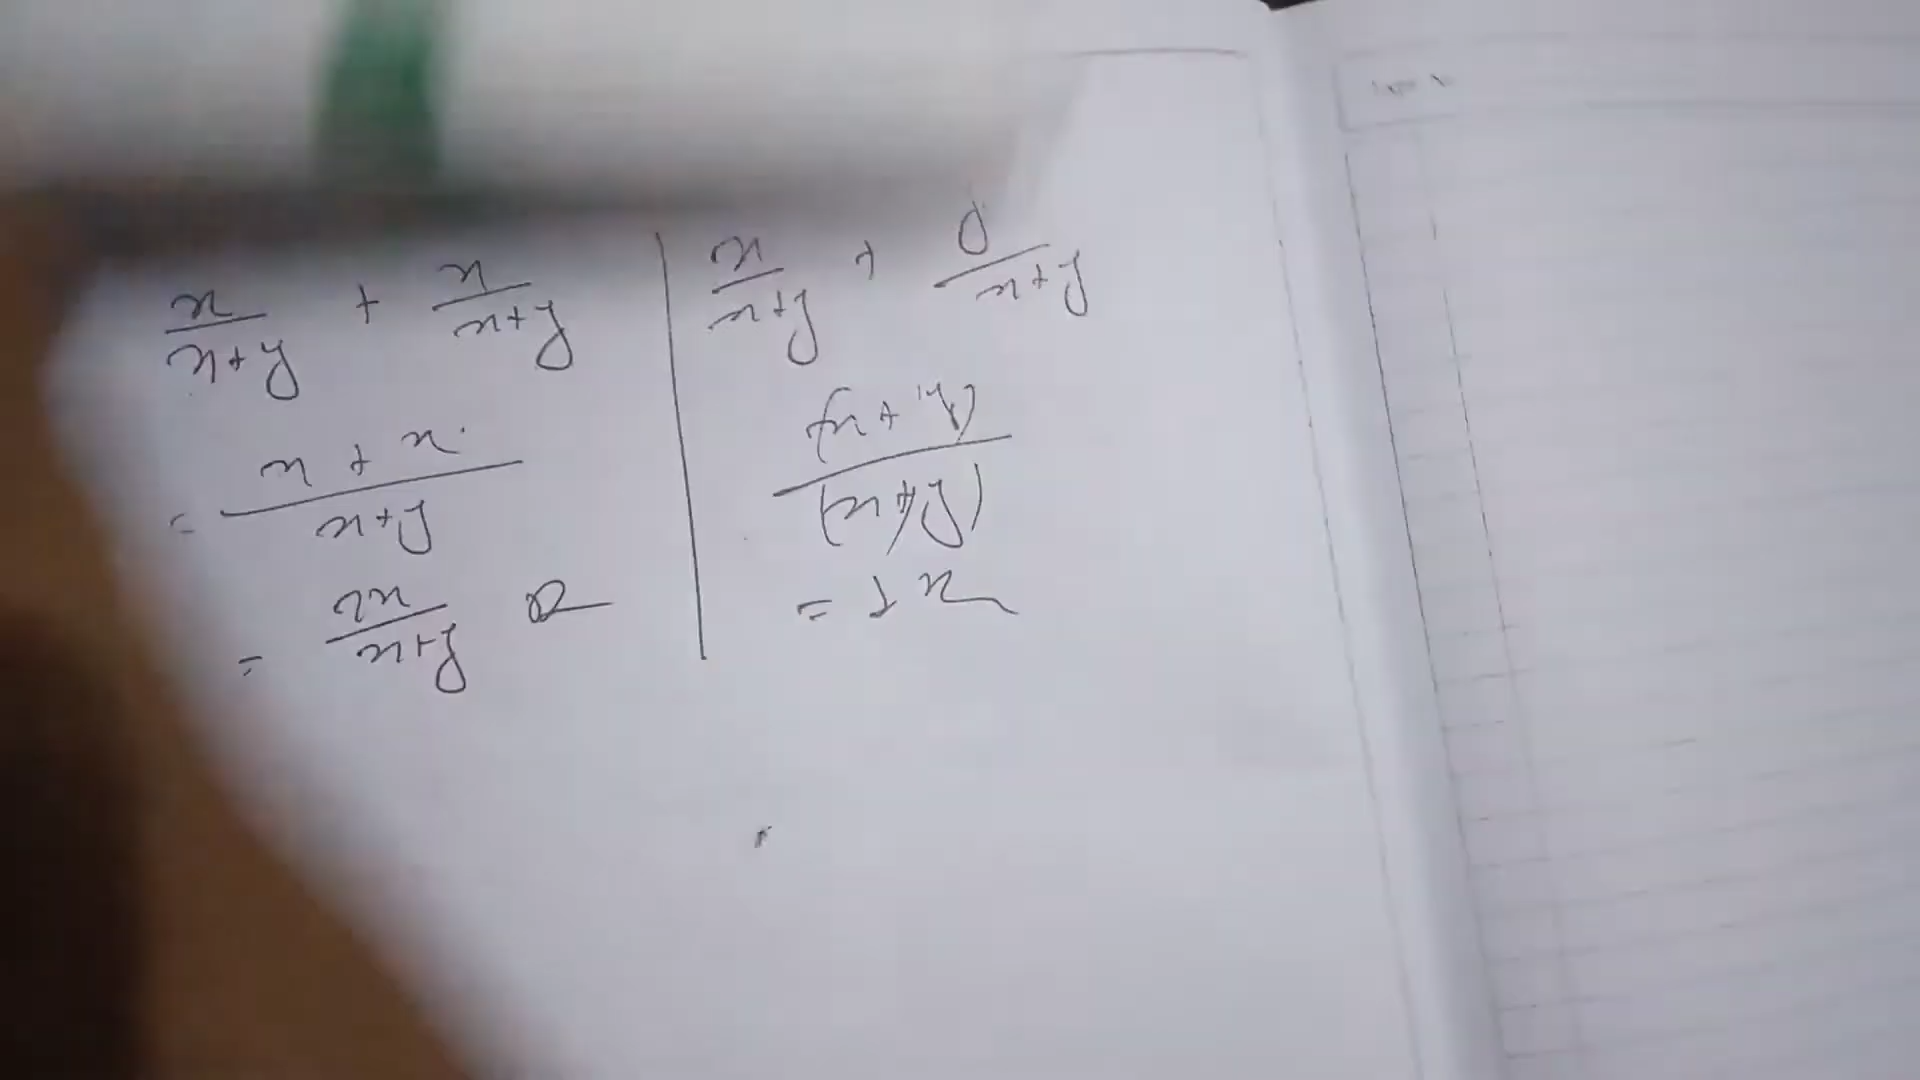 x/(x+y) + x/(x+y)
= (x + x)/(x+y)
= 2x/(x+y)
x/(x+y) + y/(x+y)
(x + y)/(x+y)
= 1